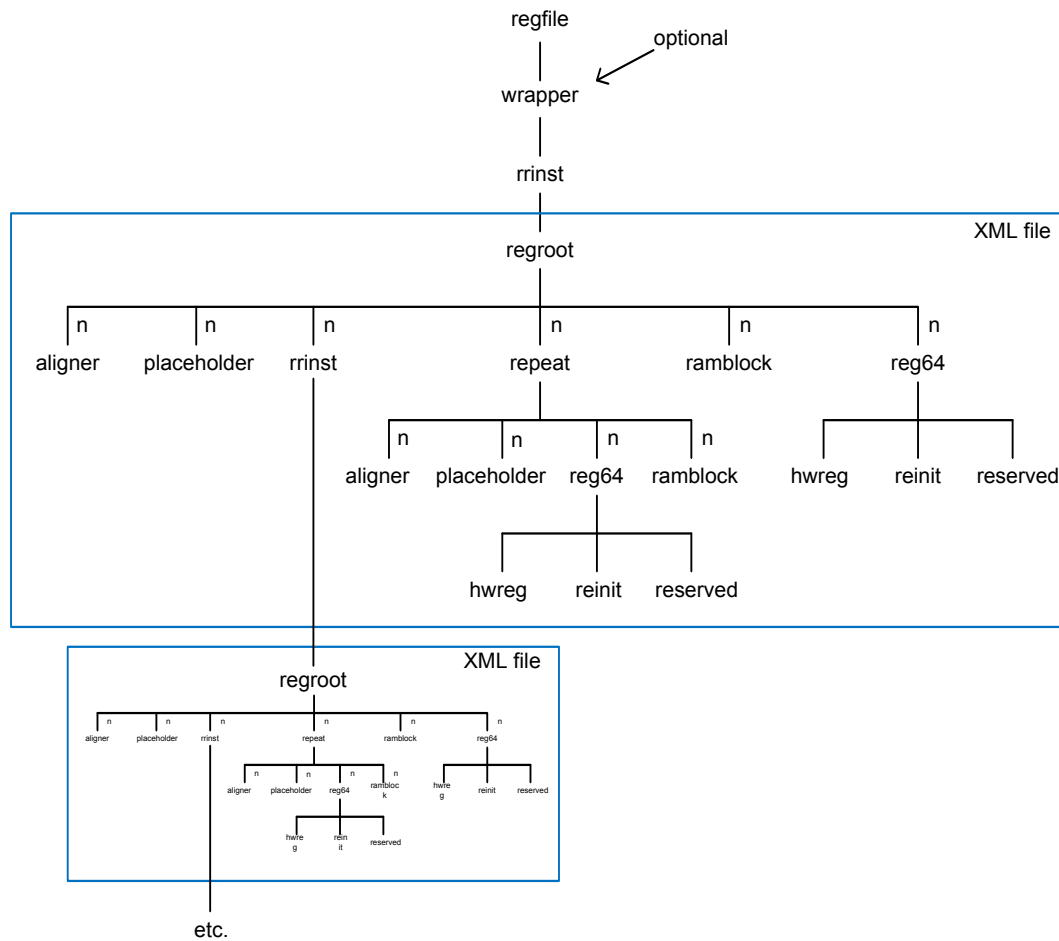 regfile
optional
wrapper
rrinst
XML file
regroot
n n n n n n
aligner placeholder rrinst repeat ramblock reg64
n n n n
aligner placeholder reg64 ramblock hwreg reinit reserved
hwreg reinit reserved
XML file
regroot
n n n n n n
aligner placeholder rrinst repeat ramblock reg64
n n n n
aligner placeholder reg64 rambloc hwre reinit reserved
k g
hwre rein reserved
g it
etc.